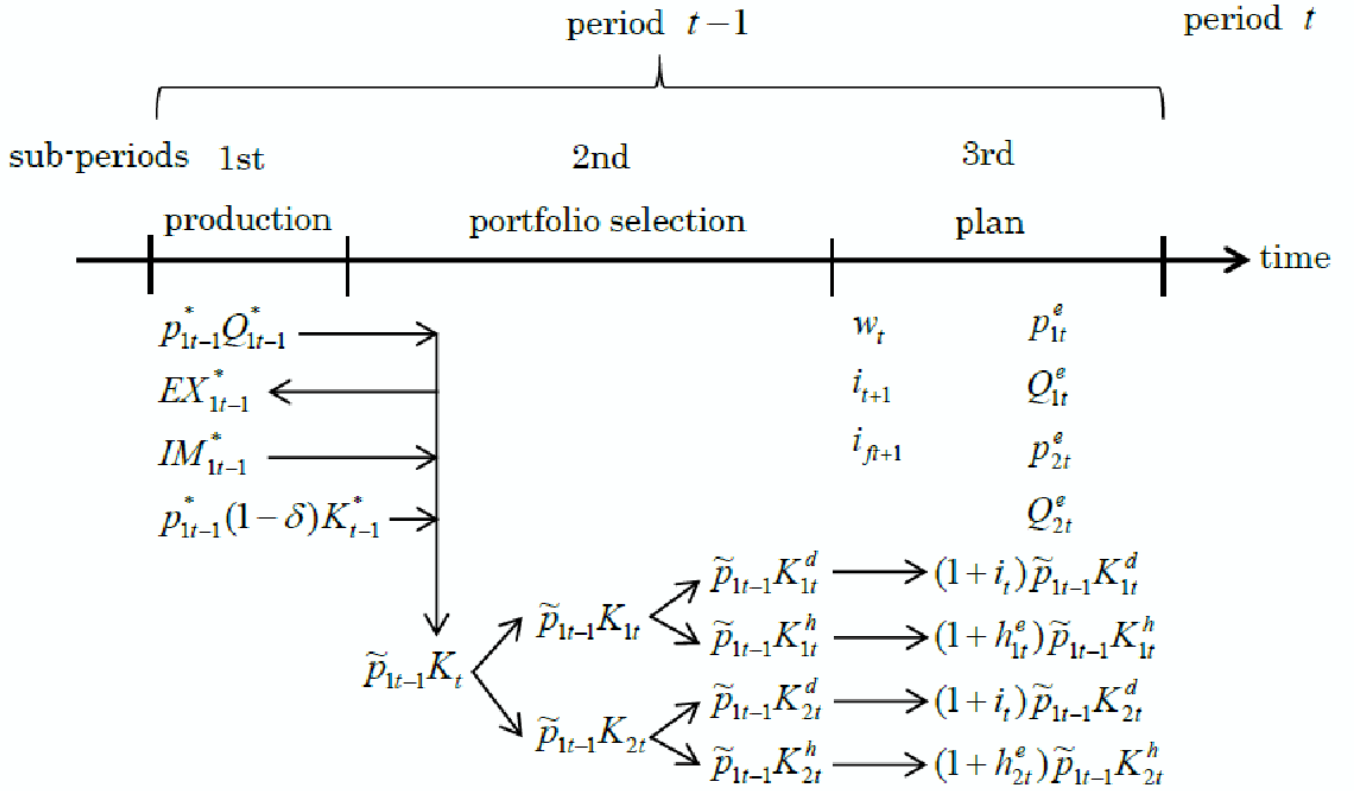 period t−1 period t
sub-periods 1st 2nd 3rd
production portfolio selection plan
time
p*₁ₜ₋₁Q*₁ₜ₋₁ wₜ pᵉ₁ₜ
EX*₁ₜ₋₁ iₜ₊₁ Qᵉ₁ₜ
IM*₁ₜ₋₁ i_{ft+1} pᵉ₂ₜ
p*₁ₜ₋₁(1−δ)K*ₜ₋₁ Qᵉ₂ₜ
p̃₁ₜ₋₁Kᵈ₁ₜ (1+iₜ)p̃₁ₜ₋₁Kᵈ₁ₜ
p̃₁ₜ₋₁K₁ₜ
p̃₁ₜ₋₁Kʰ₁ₜ (1+hᵉ₁ₜ)p̃₁ₜ₋₁Kʰ₁ₜ
p̃₁ₜ₋₁Kₜ
p̃₁ₜ₋₁Kᵈ₂ₜ (1+iₜ)p̃₁ₜ₋₁Kᵈ₂ₜ
p̃₁ₜ₋₁K₂ₜ
p̃₁ₜ₋₁Kʰ₂ₜ (1+hᵉ₂ₜ)p̃₁ₜ₋₁Kʰ₂ₜ